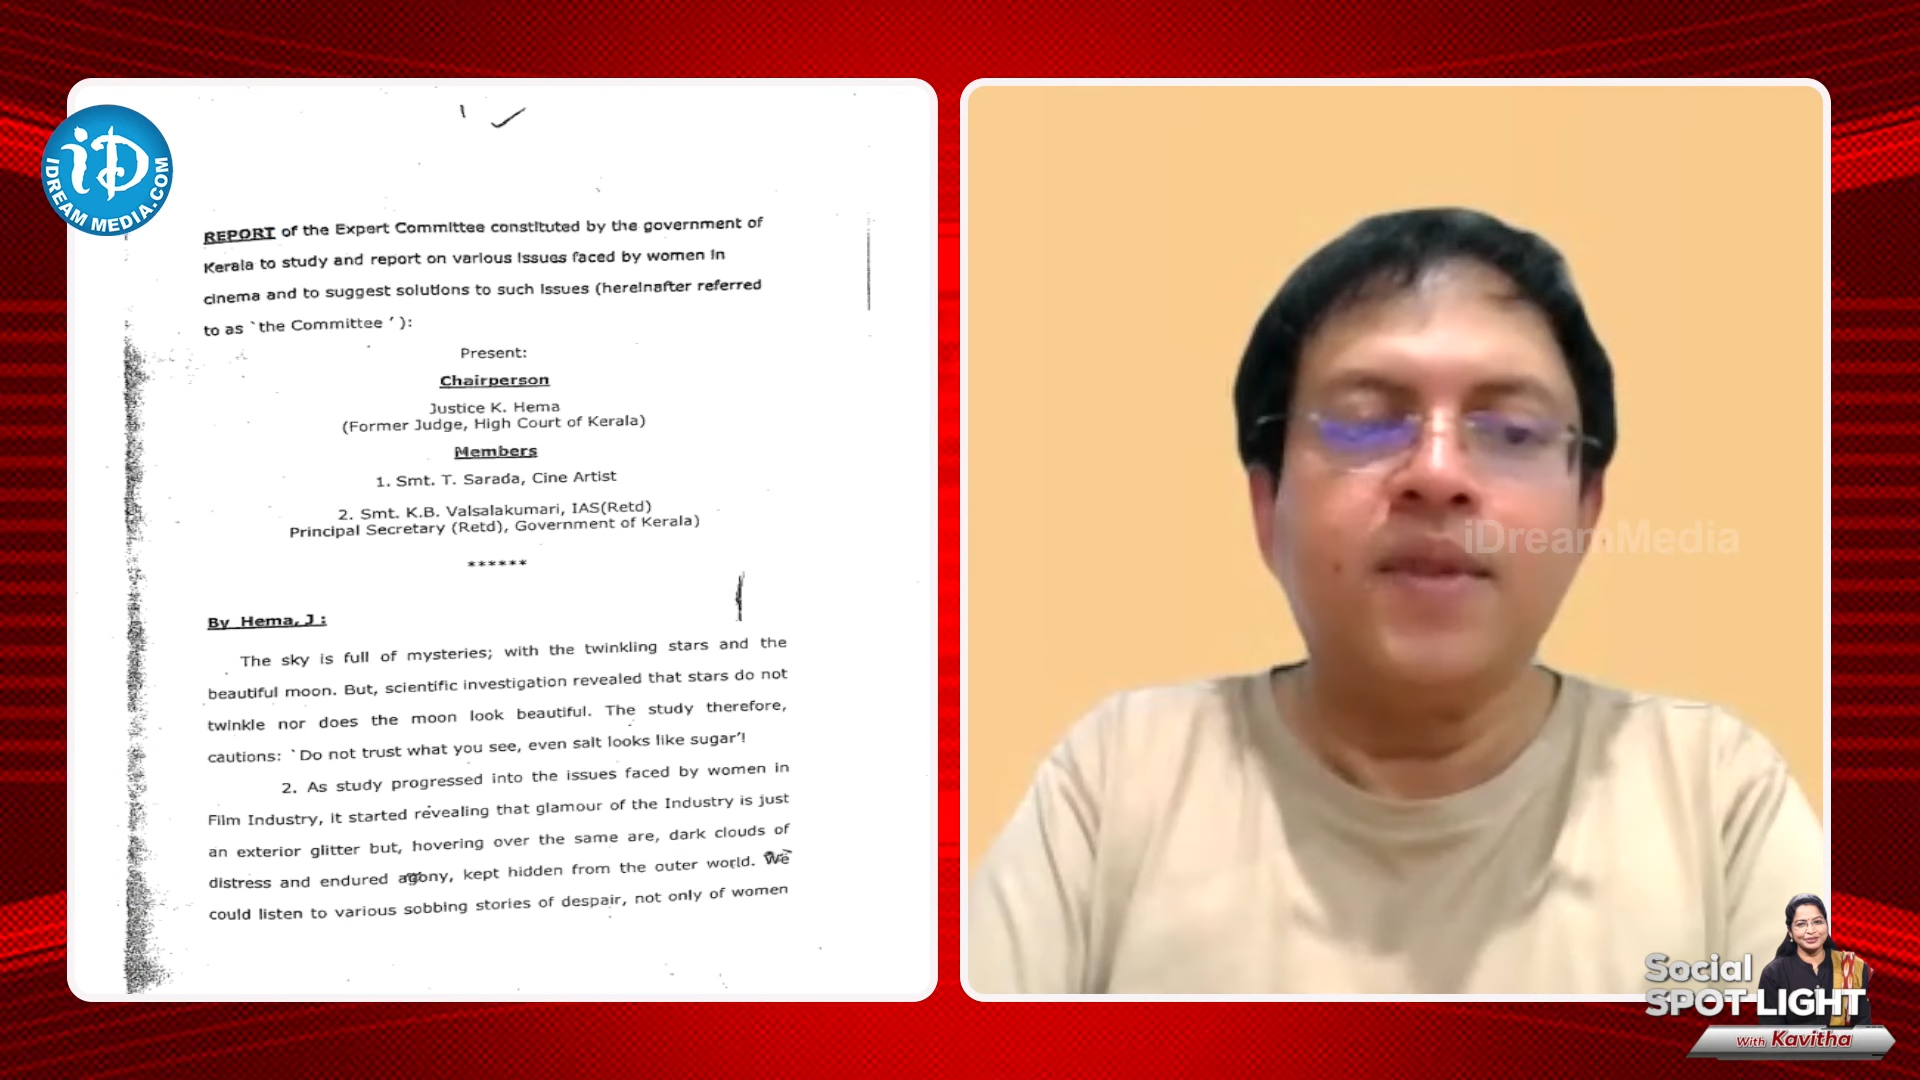 iD
IDREAM MEDIA.COM
REPORT of the Expert Committee constituted by the government of
Kerala to study and report on various issues faced by women in
cinema and to suggest solutions to such issues (hereinafter referred
to as `the Committee ' ):
Present:
Chairperson
Justice K. Hema
(Former Judge, High Court of Kerala)
Members
1. Smt. T. Sarada, Cine Artist
2. Smt. K.B. Valsalakumari, IAS(Retd)
Principal Secretary (Retd), Government of Kerala)
******
By Hema, J :
The sky is full of mysteries; with the twinkling stars and the
beautiful moon. But, scientific investigation revealed that stars do not
twinkle nor does the moon look beautiful. The study therefore,
cautions: `Do not trust what you see, even salt looks like sugar'!
2. As study progressed into the issues faced by women in
Film Industry, it started revealing that glamour of the Industry is just
an exterior glitter but, hovering over the same are, dark clouds of
distress and endured agony, kept hidden from the outer world. We
could listen to various sobbing stories of despair, not only of women
iDreamMedia
Social
SPOT LIGHT
With Kavitha